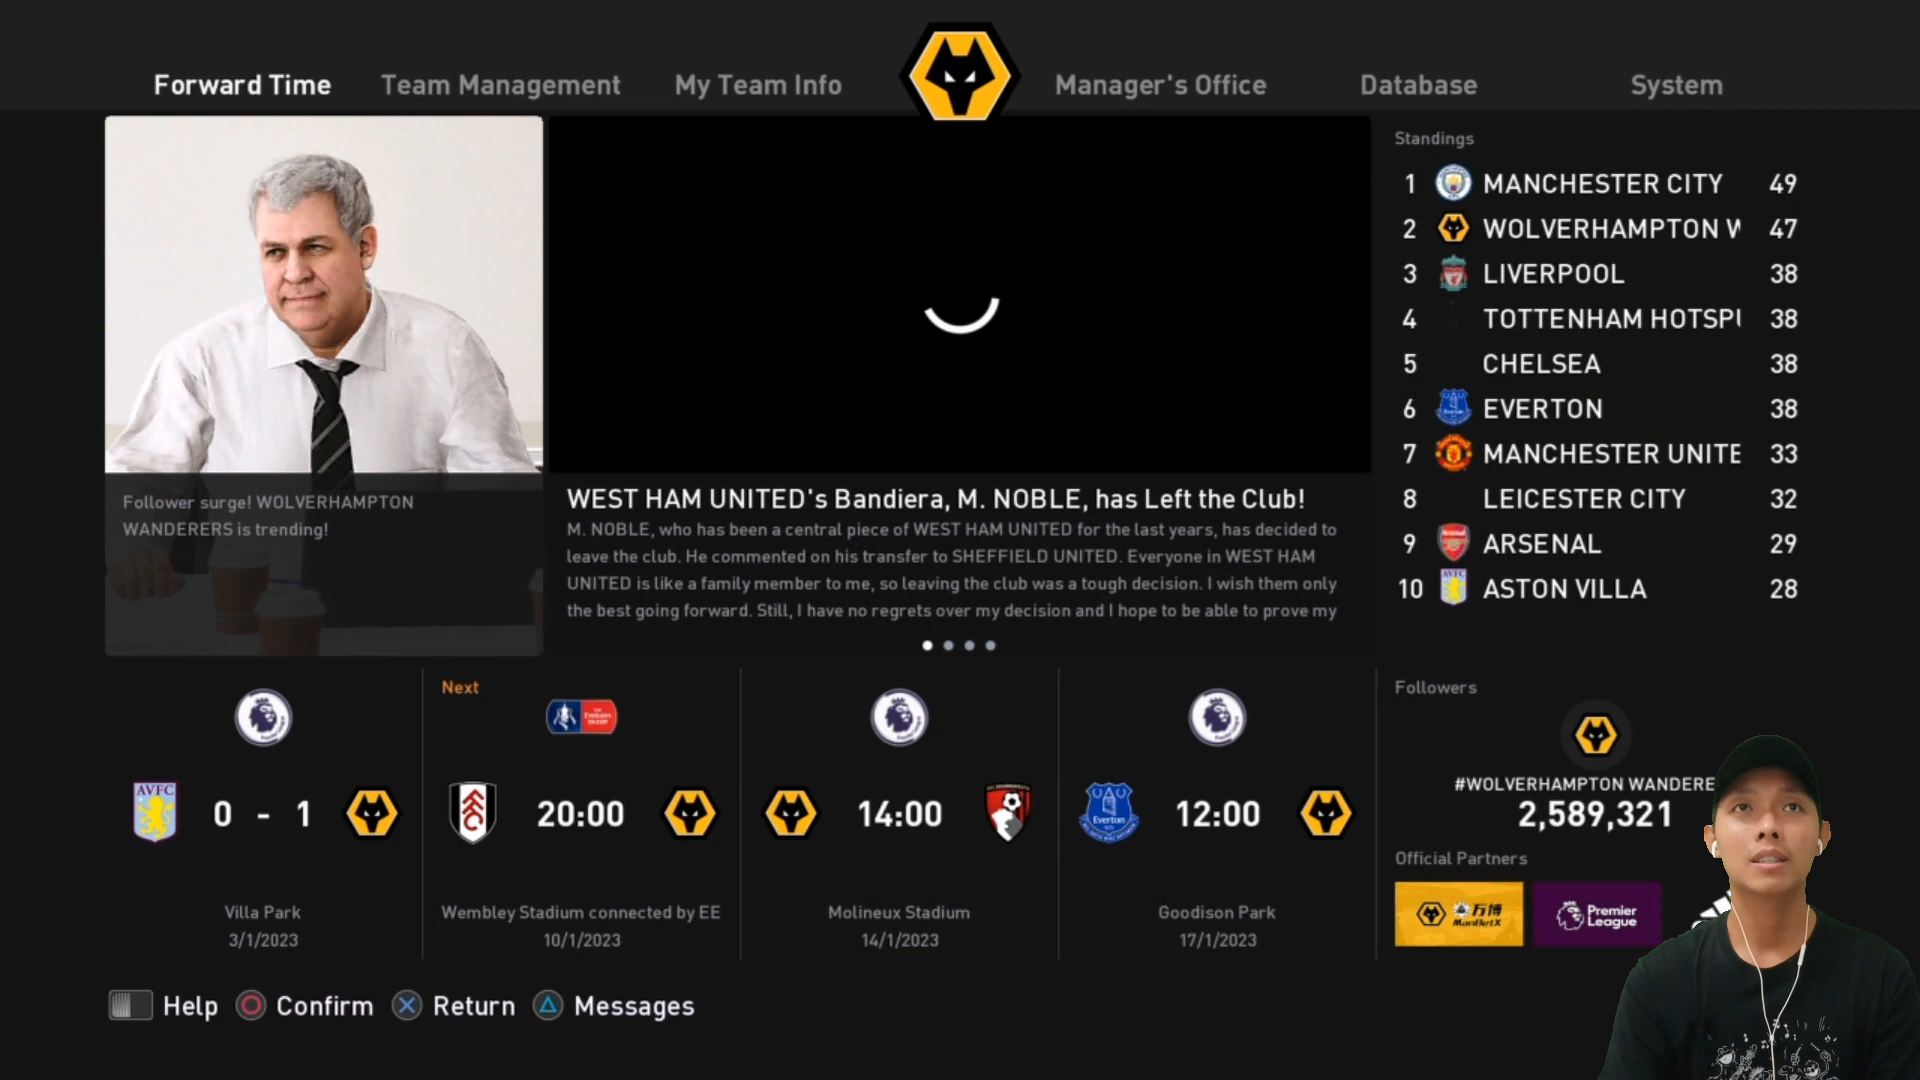 Forward Time
Team Management
My Team Info
Manager's Office
Database
System
Follower surge! WOLVERHAMPTON
WANDERERS is trending!
WEST HAM UNITED's Bandiera, M. NOBLE, has Left the Club!
M. NOBLE, who has been a central piece of WEST HAM UNITED for the last years, has decided to
leave the club. He commented on his transfer to SHEFFIELD UNITED. Everyone in WEST HAM
UNITED is like a family member to me, so leaving the club was a tough decision. I wish them only
the best going forward. Still, I have no regrets over my decision and I hope to be able to prove my
Standings
1 MANCHESTER CITY 49
2 WOLVERHAMPTON W 47
3 LIVERPOOL 38
4 TOTTENHAM HOTSPU 38
5 CHELSEA 38
6 EVERTON 38
7 MANCHESTER UNITE 33
8 LEICESTER CITY 32
9 ARSENAL 29
10 ASTON VILLA 28
AVFC
0 - 1
Villa Park
3/1/2023
Next
20:00
Wembley Stadium connected by EE
10/1/2023
14:00
Molineux Stadium
14/1/2023
Everton
12:00
Goodison Park
17/1/2023
Followers
#WOLVERHAMPTON WANDERE
2,589,321
Official Partners
万博
ManBetX
Premier
League
Help
Confirm
Return
Messages